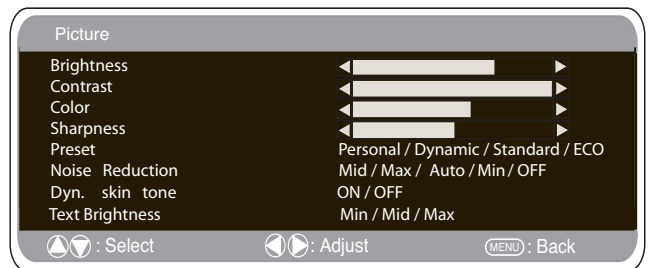 Picture
Brightness
Contrast
Color
Sharpness
Preset Personal / Dynamic / Standard / ECO
Noise Reduction Mid / Max / Auto / Min / OFF
Dyn. skin tone ON / OFF
Text Brightness Min / Mid / Max
: Select : Adjust MENU : Back